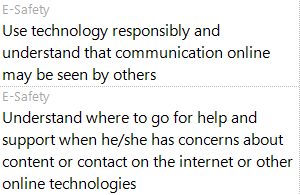 E-Safety
Use technology responsibly and
understand that communication online
may be seen by others
E-Safety
Understand where to go for help and
support when he/she has concerns about
content or contact on the internet or other
online technologies